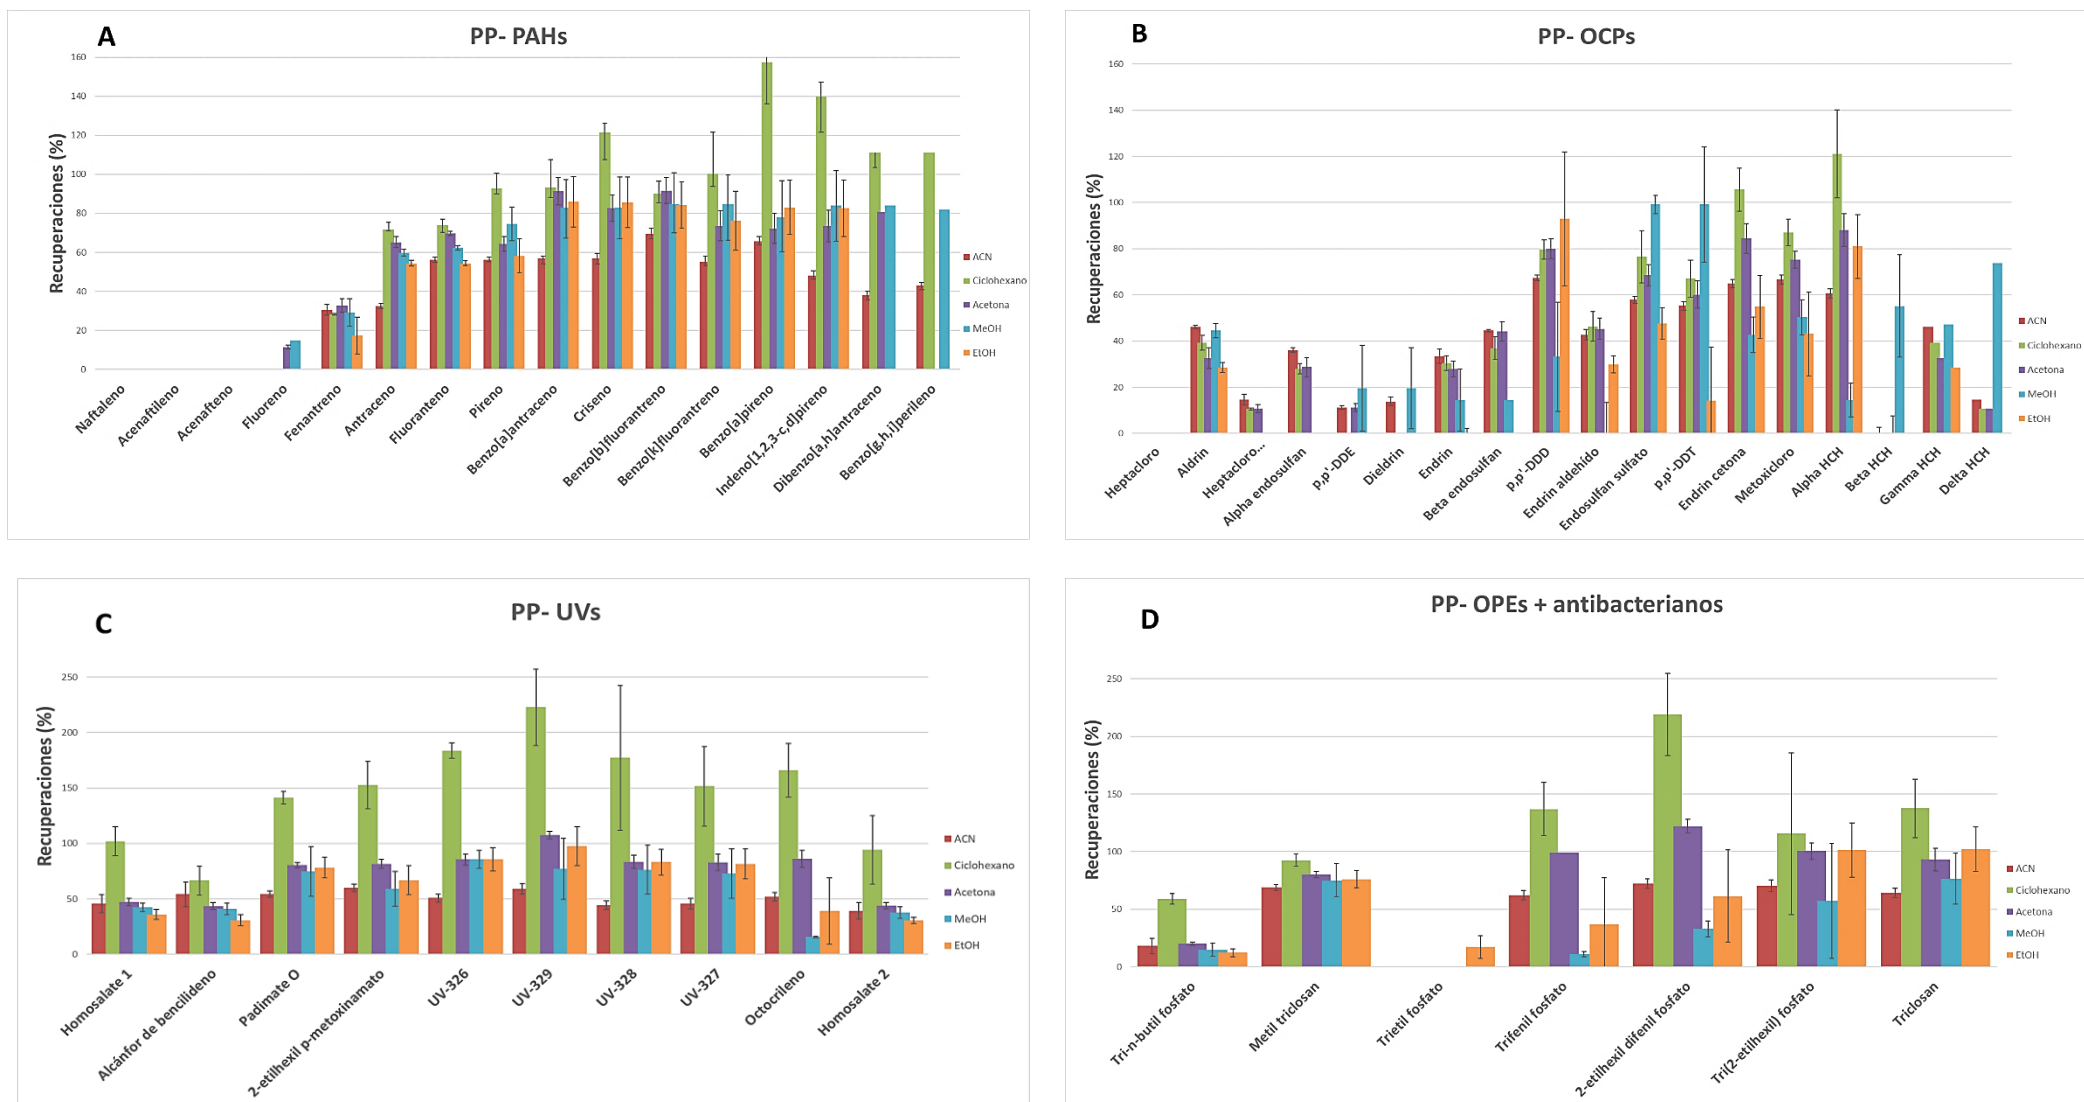 A
PP- PAHs
Recuperaciones (%)
160
140
120
100
80
60
40
20
0
Naftaleno
Acenaftileno
Acenafteno
Fluoreno
Fenantreno
Antraceno
Fluoranteno
Pireno
Benzo[a]antraceno
Criseno
Benzo[b]fluorantreno
Benzo[k]fluorantreno
Benzo[a]pireno
Indeno[1,2,3-c,d]pireno
Dibenzo[a,h]antraceno
Benzo[g,h,i]perileno
ACN
Ciclohexano
Acetona
MeOH
EtOH
B
PP- OCPs
Recuperaciones (%)
160
140
120
100
80
60
40
20
0
Heptacloro
Aldrin
Heptacloro...
Alpha endosulfan
p,p'-DDE
Dieldrin
Endrin
Beta endosulfan
p,p'-DDD
Endrin aldehido
Endosulfan sulfato
p,p'-DDT
Endrin cetona
Metoxicloro
Alpha HCH
Beta HCH
Gamma HCH
Delta HCH
ACN
Ciclohexano
Acetona
MeOH
EtOH
C
PP- UVs
Recuperaciones (%)
250
200
150
100
50
0
Homosalate 1
Alcánfor de bencilideno
Padimate O
2-etilhexil p-metoxinamato
UV-326
UV-329
UV-328
UV-327
Octocrileno
Homosalate 2
ACN
Ciclohexano
Acetona
MeOH
EtOH
D
PP- OPEs + antibacterianos
Recuperaciones (%)
250
200
150
100
50
0
Tri-n-butil fosfato
Metil triclosan
Trietil fosfato
Trifenil fosfato
2-etilhexil difenil fosfato
Tri(2-etilhexil) fosfato
Triclosan
ACN
Ciclohexano
Acetona
MeOH
EtOH